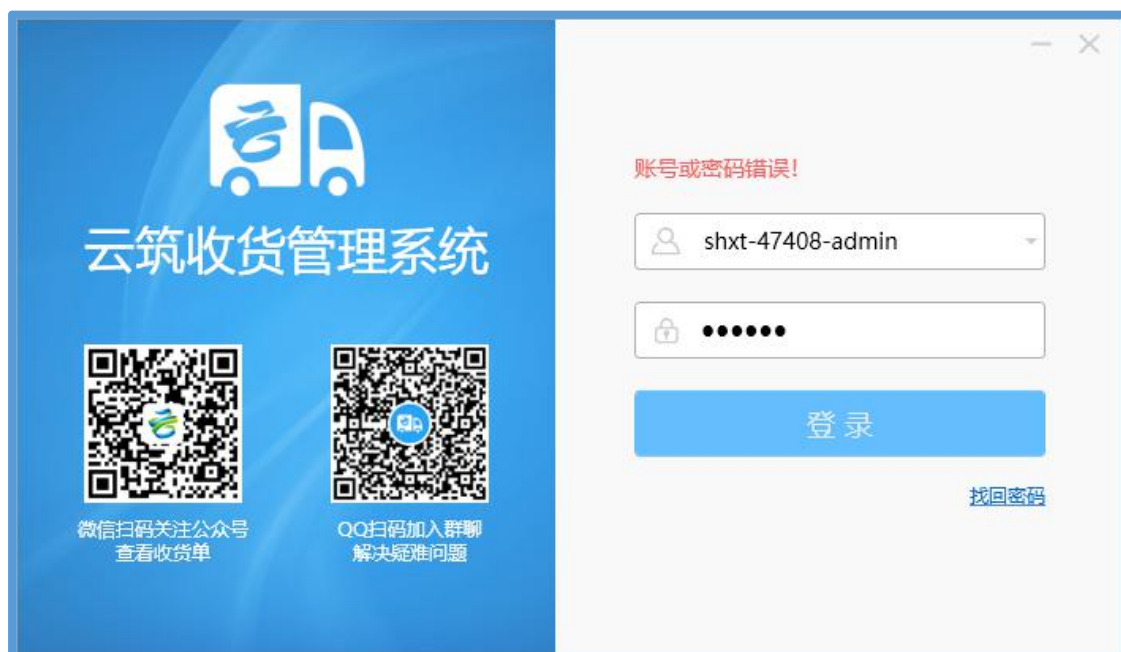 云筑收货管理系统
微信扫码关注公众号
查看收货单
QQ扫码加入群聊
解决疑难问题
账号或密码错误!
shxt-47408-admin
●●●●●●
登录
找回密码